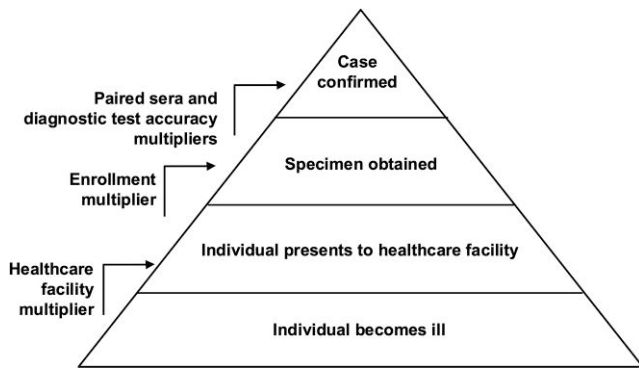 Case
confirmed
Paired sera and
diagnostic test accuracy
multipliers
Specimen obtained
Enrollment
multiplier
Individual presents to healthcare facility
Healthcare
facility
multiplier
Individual becomes ill